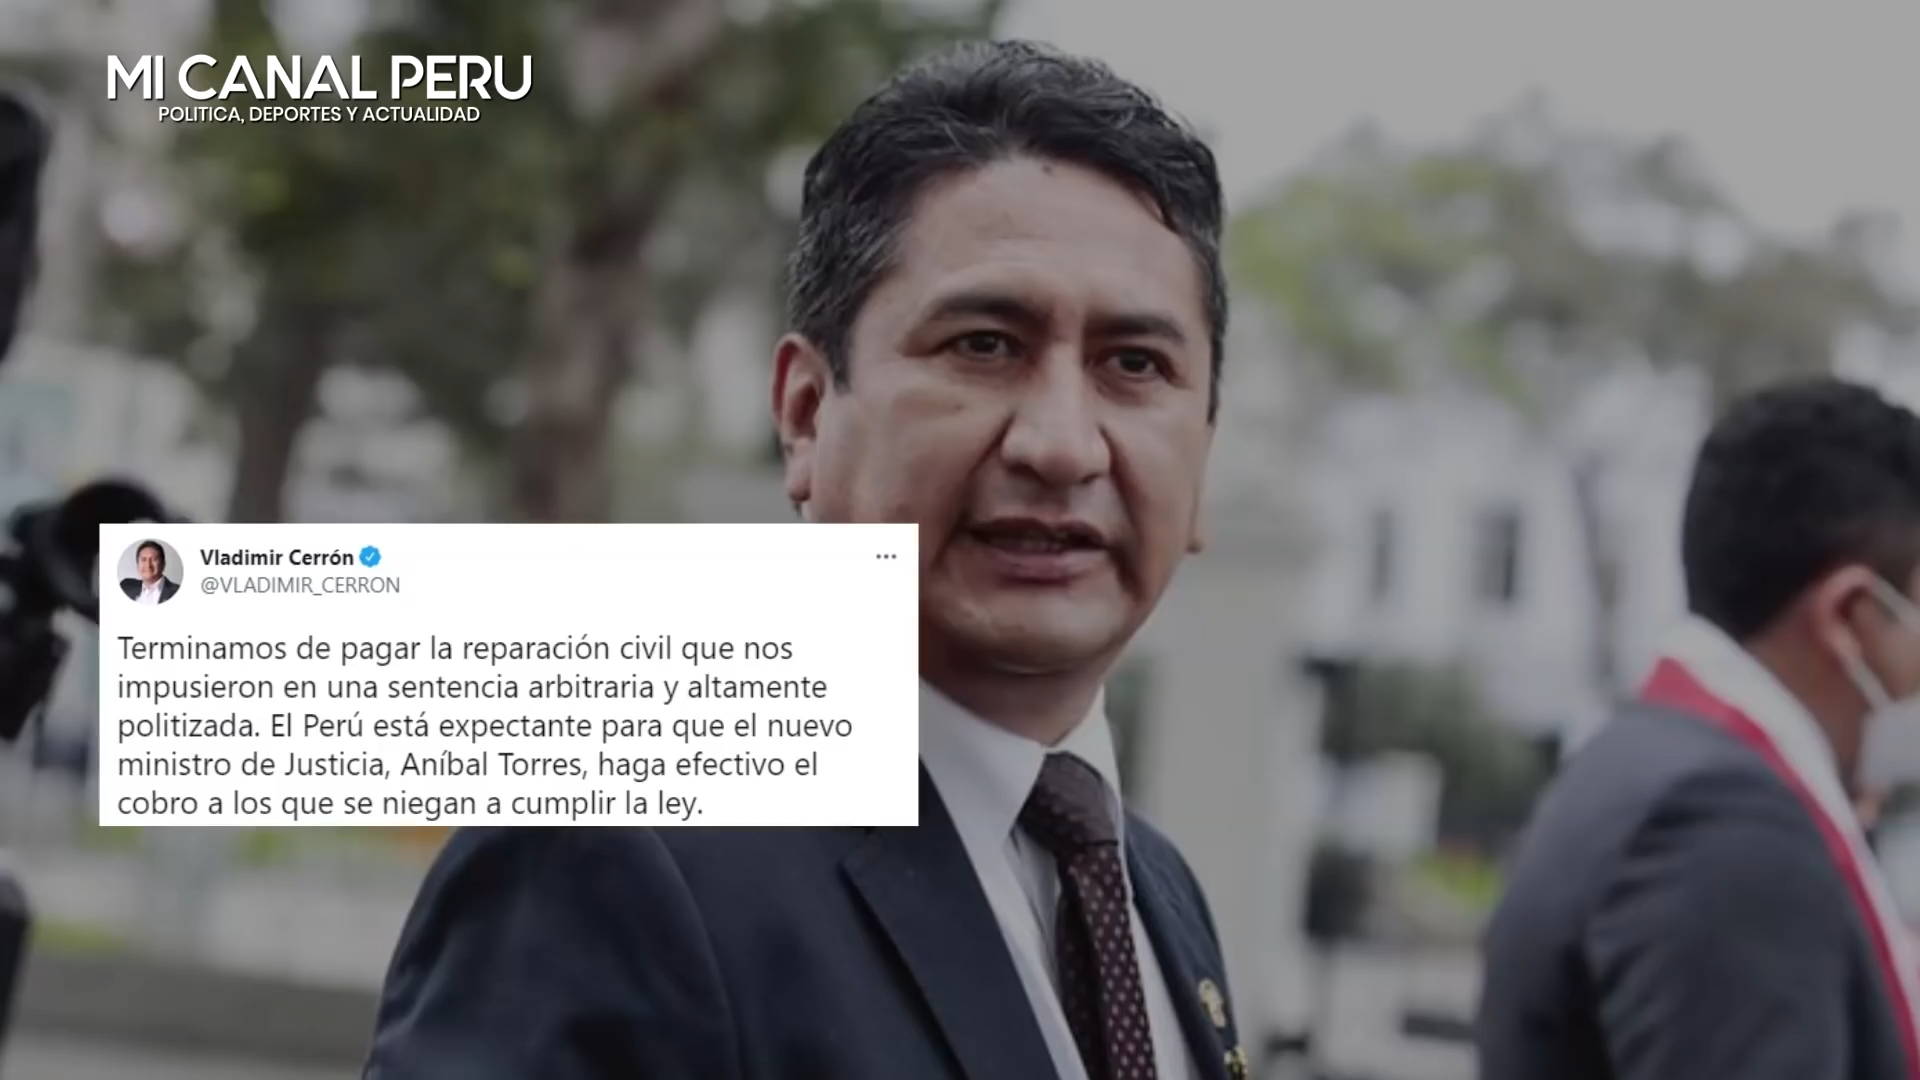 MI CANAL PERU
POLITICA, DEPORTES Y ACTUALIDAD
Vladimir Cerrón
@VLADIMIR_CERRON
Terminamos de pagar la reparación civil que nos
impusieron en una sentencia arbitraria y altamente
politizada. El Perú está expectante para que el nuevo
ministro de Justicia, Aníbal Torres, haga efectivo el
cobro a los que se niegan a cumplir la ley.